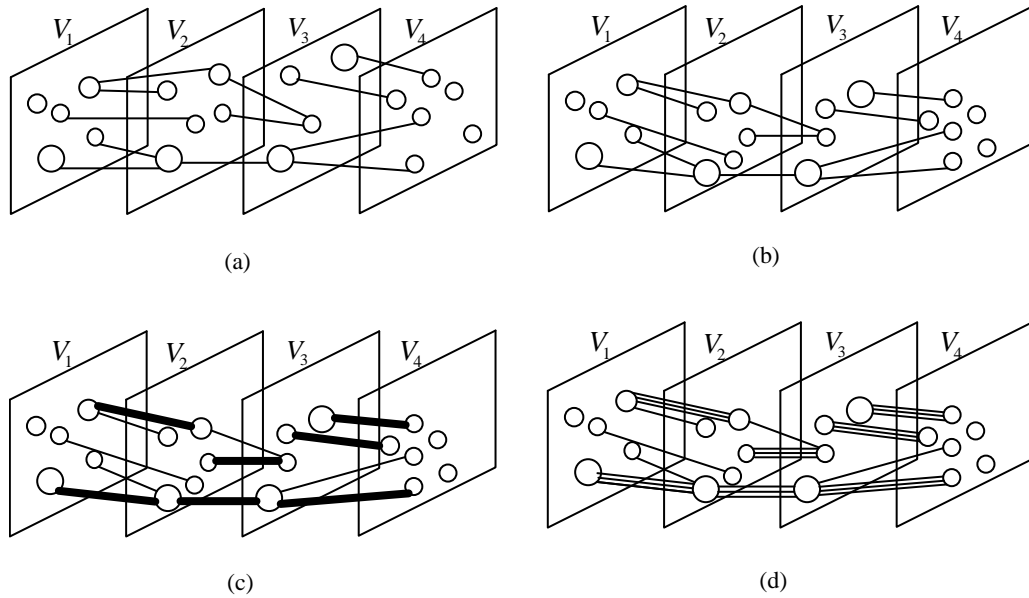 V₁ V₂ V₃ V₄
V₁ V₂ V₃ V₄
(a)
(b)
V₁ V₂ V₃ V₄
V₁ V₂ V₃ V₄
(c)
(d)